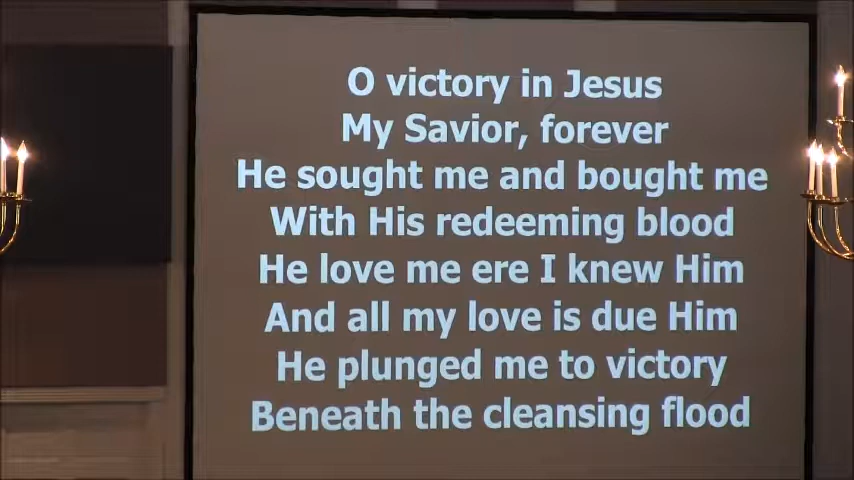 O victory in Jesus
My Savior, forever
He sought me and bought me
With His redeeming blood
He love me ere I knew Him
And all my love is due Him
He plunged me to victory
Beneath the cleansing flood